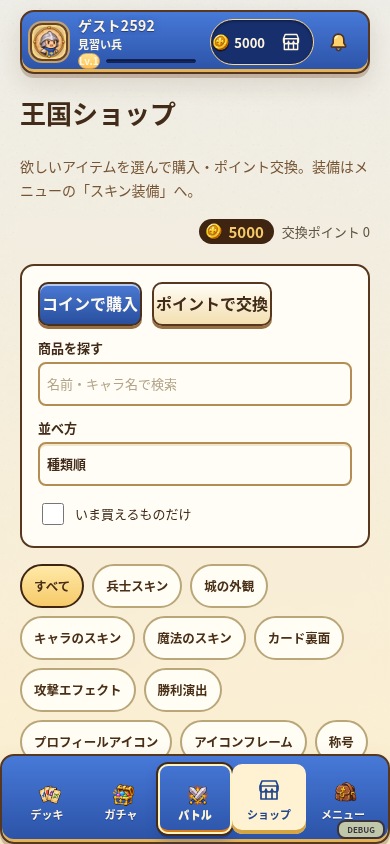 ゲスト2592
見習い兵
Lv.1
5000
王国ショップ
欲しいアイテムを選んで購入・ポイント交換。装備はメ
ニューの「スキン装備」へ。
5000 交換ポイント 0
コインで購入 ポイントで交換
商品を探す
名前・キャラ名で検索
並べ方
種類順
いま買えるものだけ
すべて 兵士スキン 城の外観
キャラのスキン 魔法のスキン カード裏面
攻撃エフェクト 勝利演出
プロフィールアイコン アイコンフレーム 称号
デッキ ガチャ バトル ショップ メニュー
DEBUG